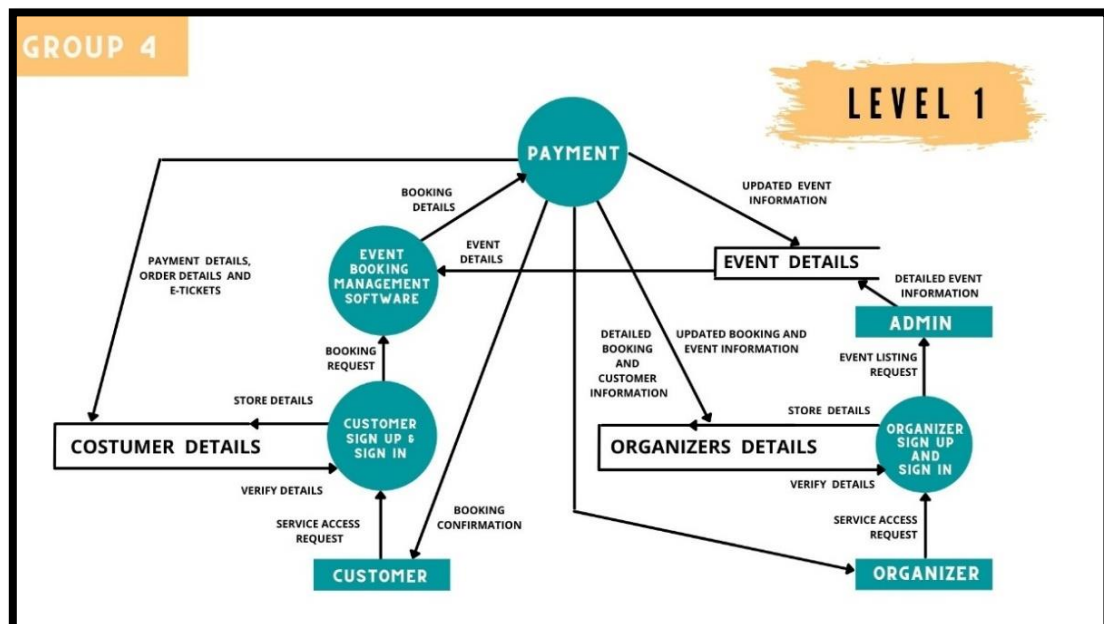 GROUP 4
LEVEL 1
PAYMENT
BOOKING
DETAILS
UPDATED EVENT
INFORMATION
PAYMENT DETAILS,
ORDER DETAILS AND
E-TICKETS
EVENT
BOOKING
MANAGEMENT
SOFTWARE
EVENT
DETAILS
EVENT DETAILS
DETAILED EVENT
INFORMATION
ADMIN
BOOKING
REQUEST
DETAILED
BOOKING
AND
CUSTOMER
INFORMATION
UPDATED BOOKING AND
EVENT INFORMATION
EVENT LISTING
REQUEST
STORE DETAILS
COSTUMER DETAILS
CUSTOMER
SIGN UP &
SIGN IN
VERIFY DETAILS
STORE DETAILS
ORGANIZERS DETAILS
ORGANIZER
SIGN UP
AND
SIGN IN
VERIFY DETAILS
SERVICE ACCESS
REQUEST
BOOKING
CONFIRMATION
SERVICE ACCESS
REQUEST
CUSTOMER
ORGANIZER